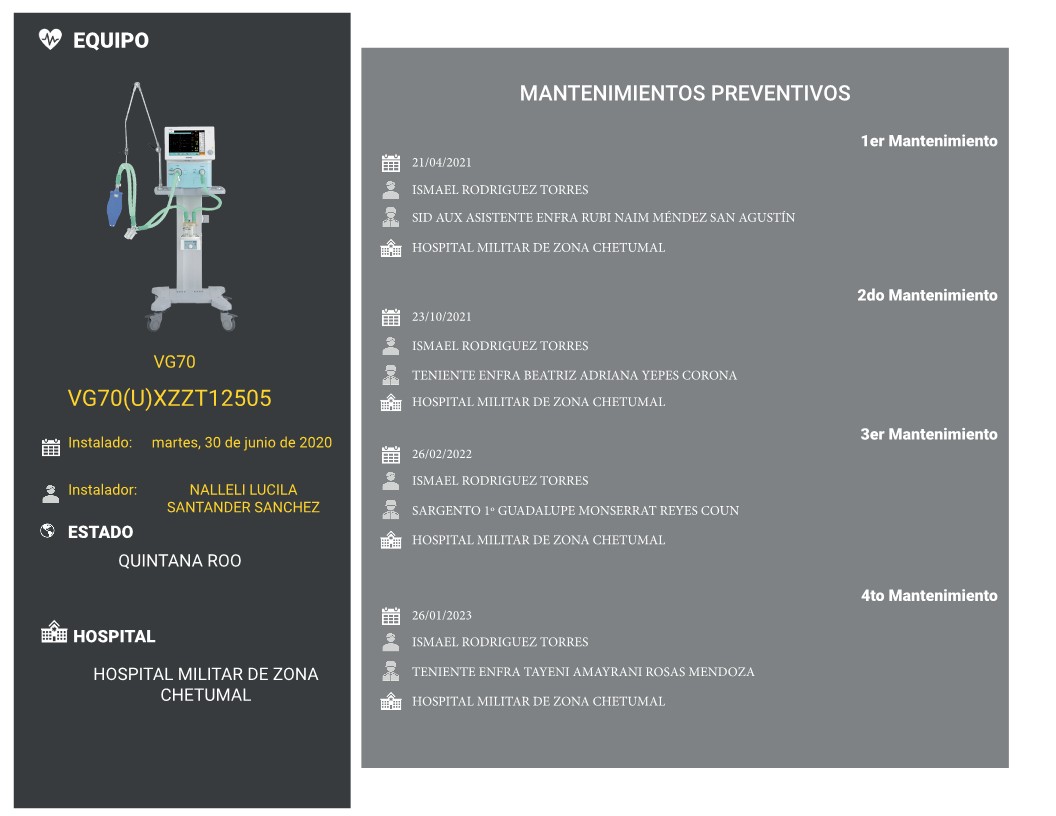 EQUIPO
VG70
VG70(U)XZZT12505
Instalado: martes, 30 de junio de 2020
Instalador: NALLELI LUCILA
SANTANDER SANCHEZ
ESTADO
QUINTANA ROO
HOSPITAL
HOSPITAL MILITAR DE ZONA
CHETUMAL
MANTENIMIENTOS PREVENTIVOS
1er Mantenimiento
21/04/2021
ISMAEL RODRIGUEZ TORRES
SID AUX ASISTENTE ENFRA RUBI NAIM MÉNDEZ SAN AGUSTÍN
HOSPITAL MILITAR DE ZONA CHETUMAL
2do Mantenimiento
23/10/2021
ISMAEL RODRIGUEZ TORRES
TENIENTE ENFRA BEATRIZ ADRIANA YEPES CORONA
HOSPITAL MILITAR DE ZONA CHETUMAL
3er Mantenimiento
26/02/2022
ISMAEL RODRIGUEZ TORRES
SARGENTO 1º GUADALUPE MONSERRAT REYES COUN
HOSPITAL MILITAR DE ZONA CHETUMAL
4to Mantenimiento
26/01/2023
ISMAEL RODRIGUEZ TORRES
TENIENTE ENFRA TAYENI AMAYRANI ROSAS MENDOZA
HOSPITAL MILITAR DE ZONA CHETUMAL